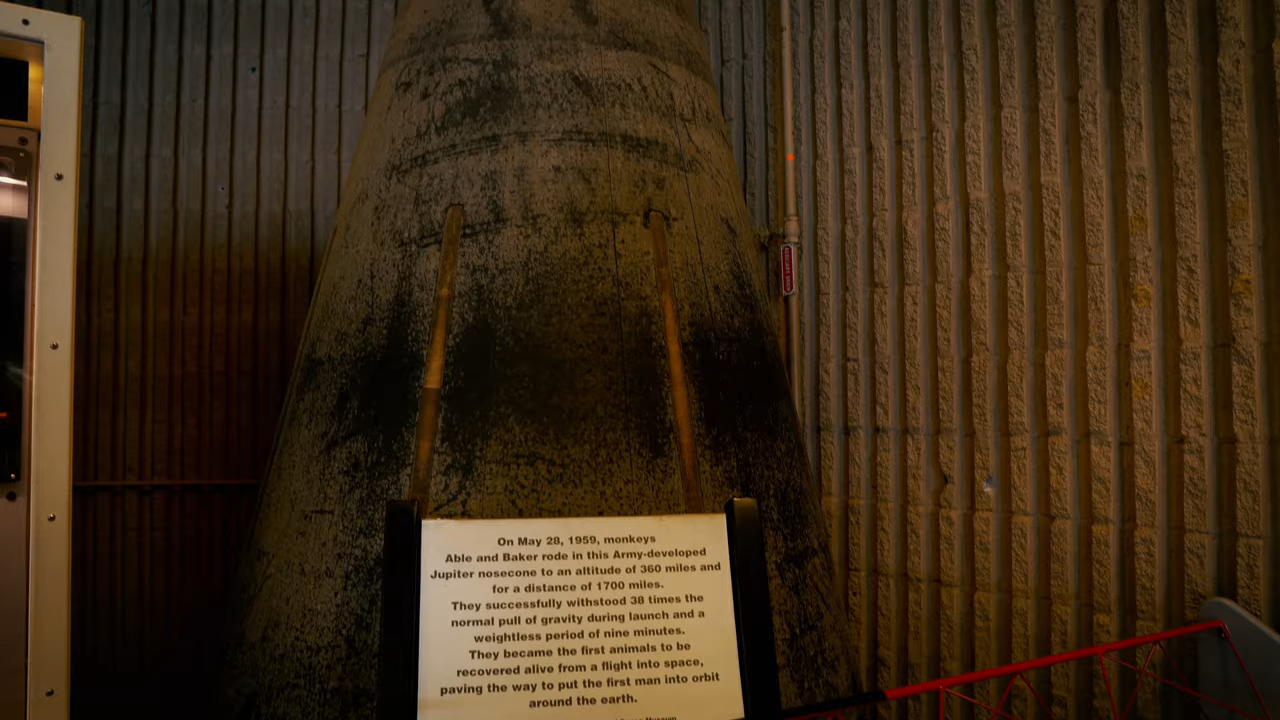 On May 28, 1959, monkeys
Able and Baker rode in this Army-developed
Jupiter nosecone to an altitude of 360 miles and
for a distance of 1700 miles.
They successfully withstood 38 times the
normal pull of gravity during launch and a
weightless period of nine minutes.
They became the first animals to be
recovered alive from a flight into space,
paving the way to put the first man into orbit
around the earth.
Museum